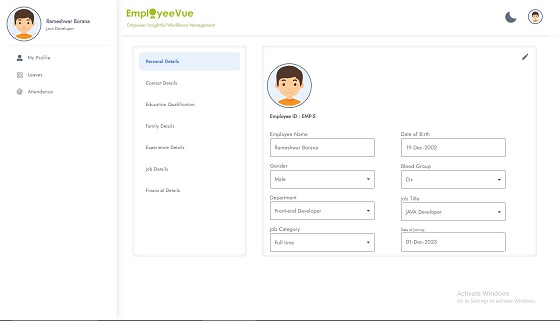 Rameshwar Borana
Java Developer
My Profile
Leaves
Attendance
EmployeeVue
Empower Insightful Workforce Management
Personal Details
Contact Details
Education Qualification
Family Details
Experience Details
Job Details
Financial Details
Employee ID : EMP-5
Employee Name
Rameshwar Borana
Date of Birth
19-Dec-2002
Gender
Male
Blood Group
O+
Department
Front-end Developer
Job Title
JAVA Developer
Job Category
Full time
Date of Joining
01-Dec-2023
Activate Windows
Go to Settings to activate Windows.